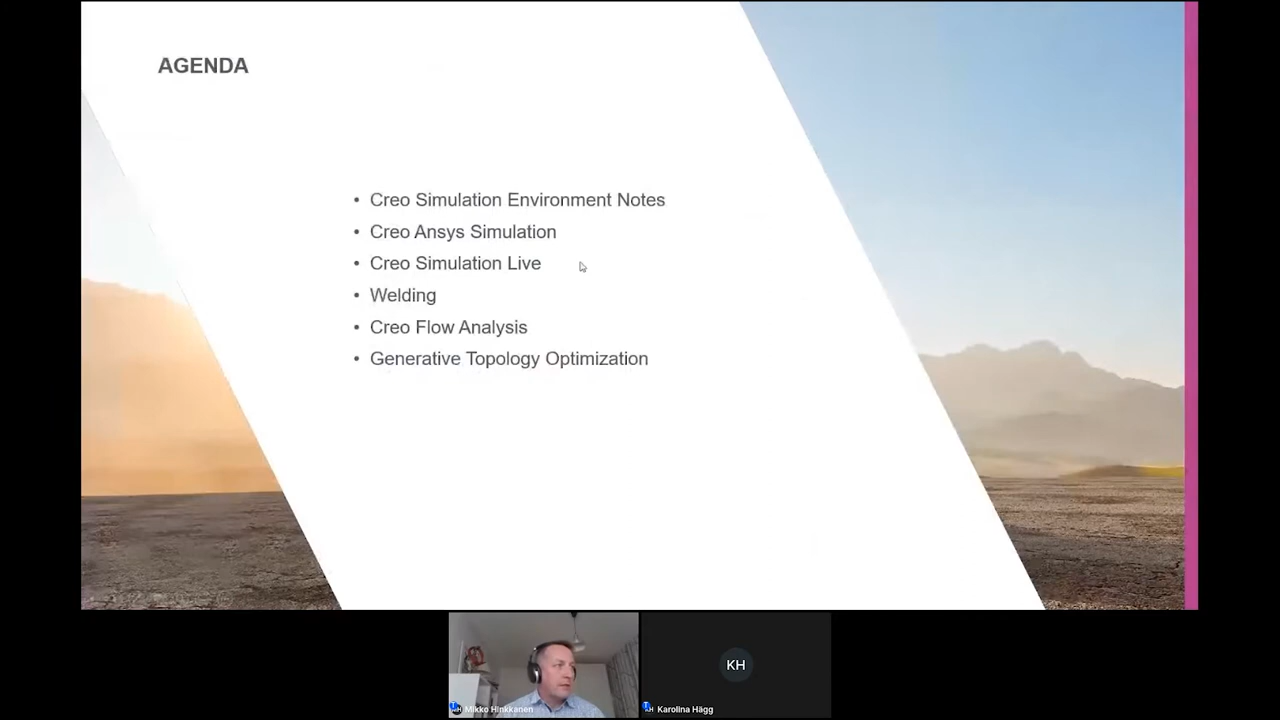 AGENDA
• Creo Simulation Environment Notes
• Creo Ansys Simulation
• Creo Simulation Live
• Welding
• Creo Flow Analysis
• Generative Topology Optimization
KH
Mikko Hinkkanen
Karolina Hägg